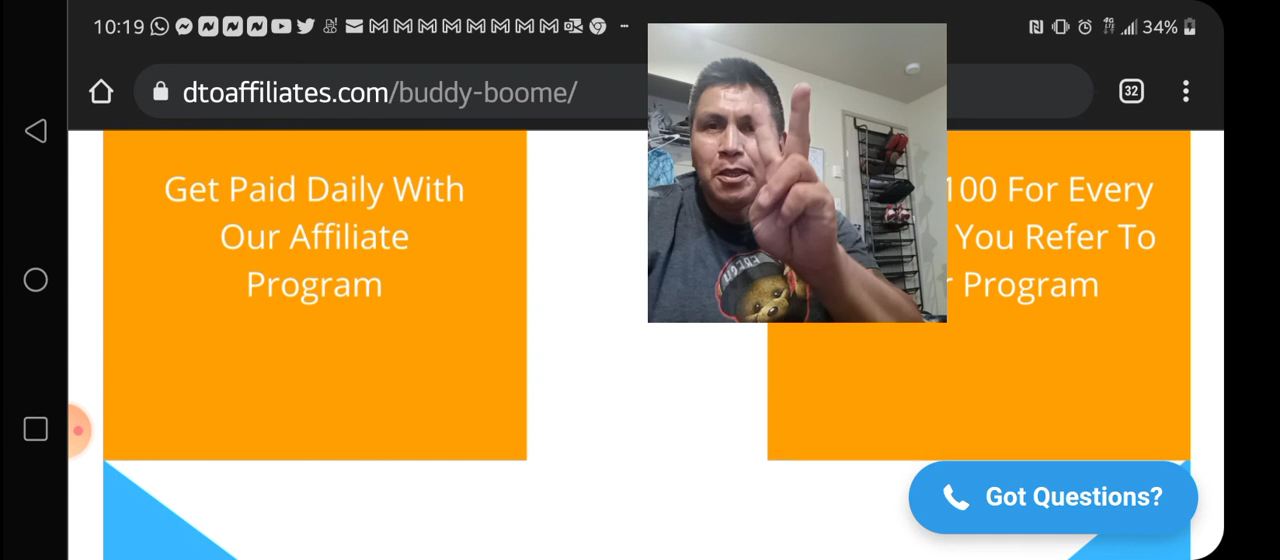 10:19
34%
dtoaffiliates.com/buddy-boome/
32
Get Paid Daily With
Our Affiliate
Program
100 For Every
You Refer To
Program
Got Questions?